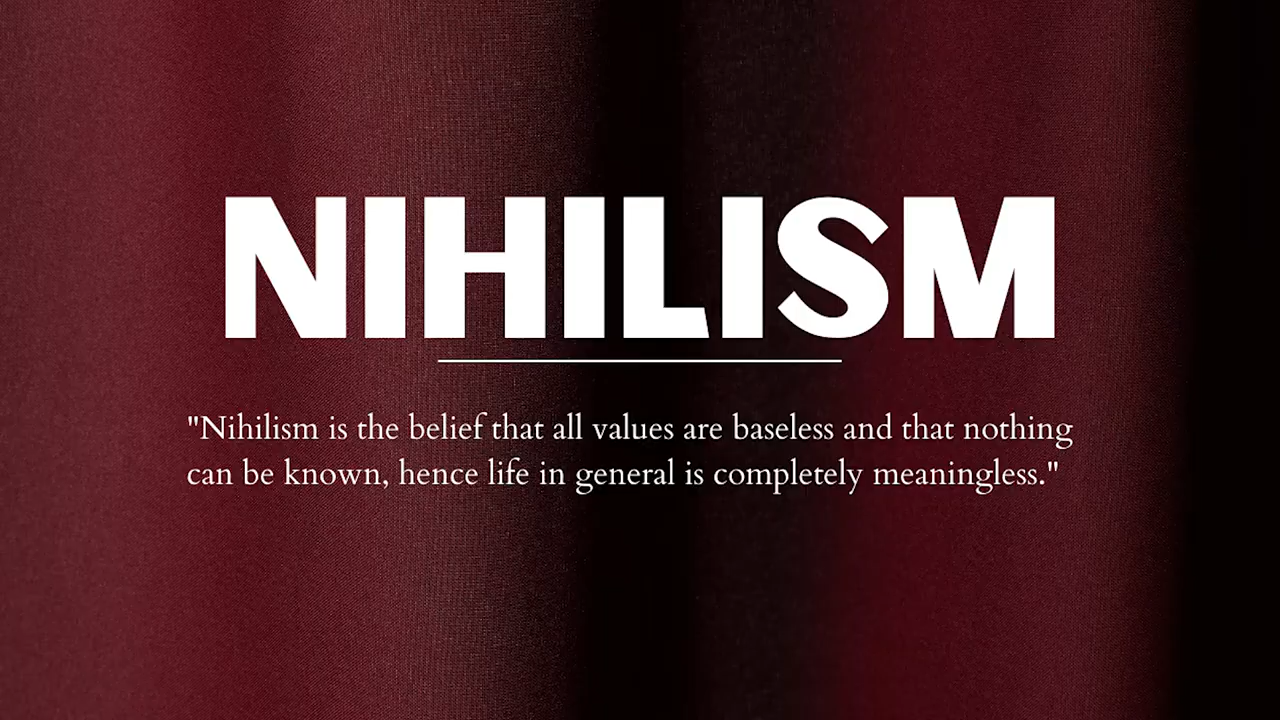 NIHILISM
"Nihilism is the belief that all values are baseless and that nothing
can be known, hence life in general is completely meaningless."